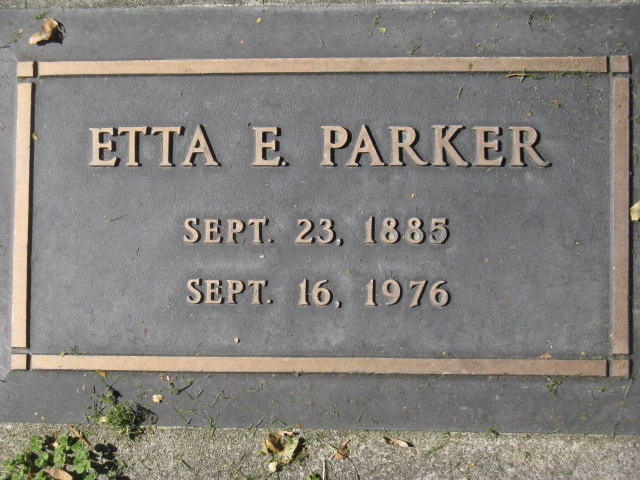 ETTA E. PARKER
SEPT. 23, 1885
SEPT. 16, 1976